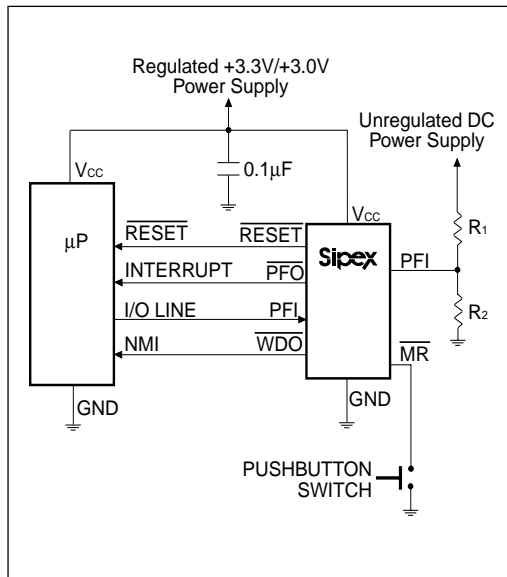 Regulated +3.3V/+3.0V
Power Supply
Unregulated DC
Power Supply
0.1µF
VCC
VCC
µP
RESET
RESET
Sipex
R1
INTERRUPT
PFO
PFI
I/O LINE
PFI
R2
NMI
WDO
MR
GND
GND
PUSHBUTTON
SWITCH